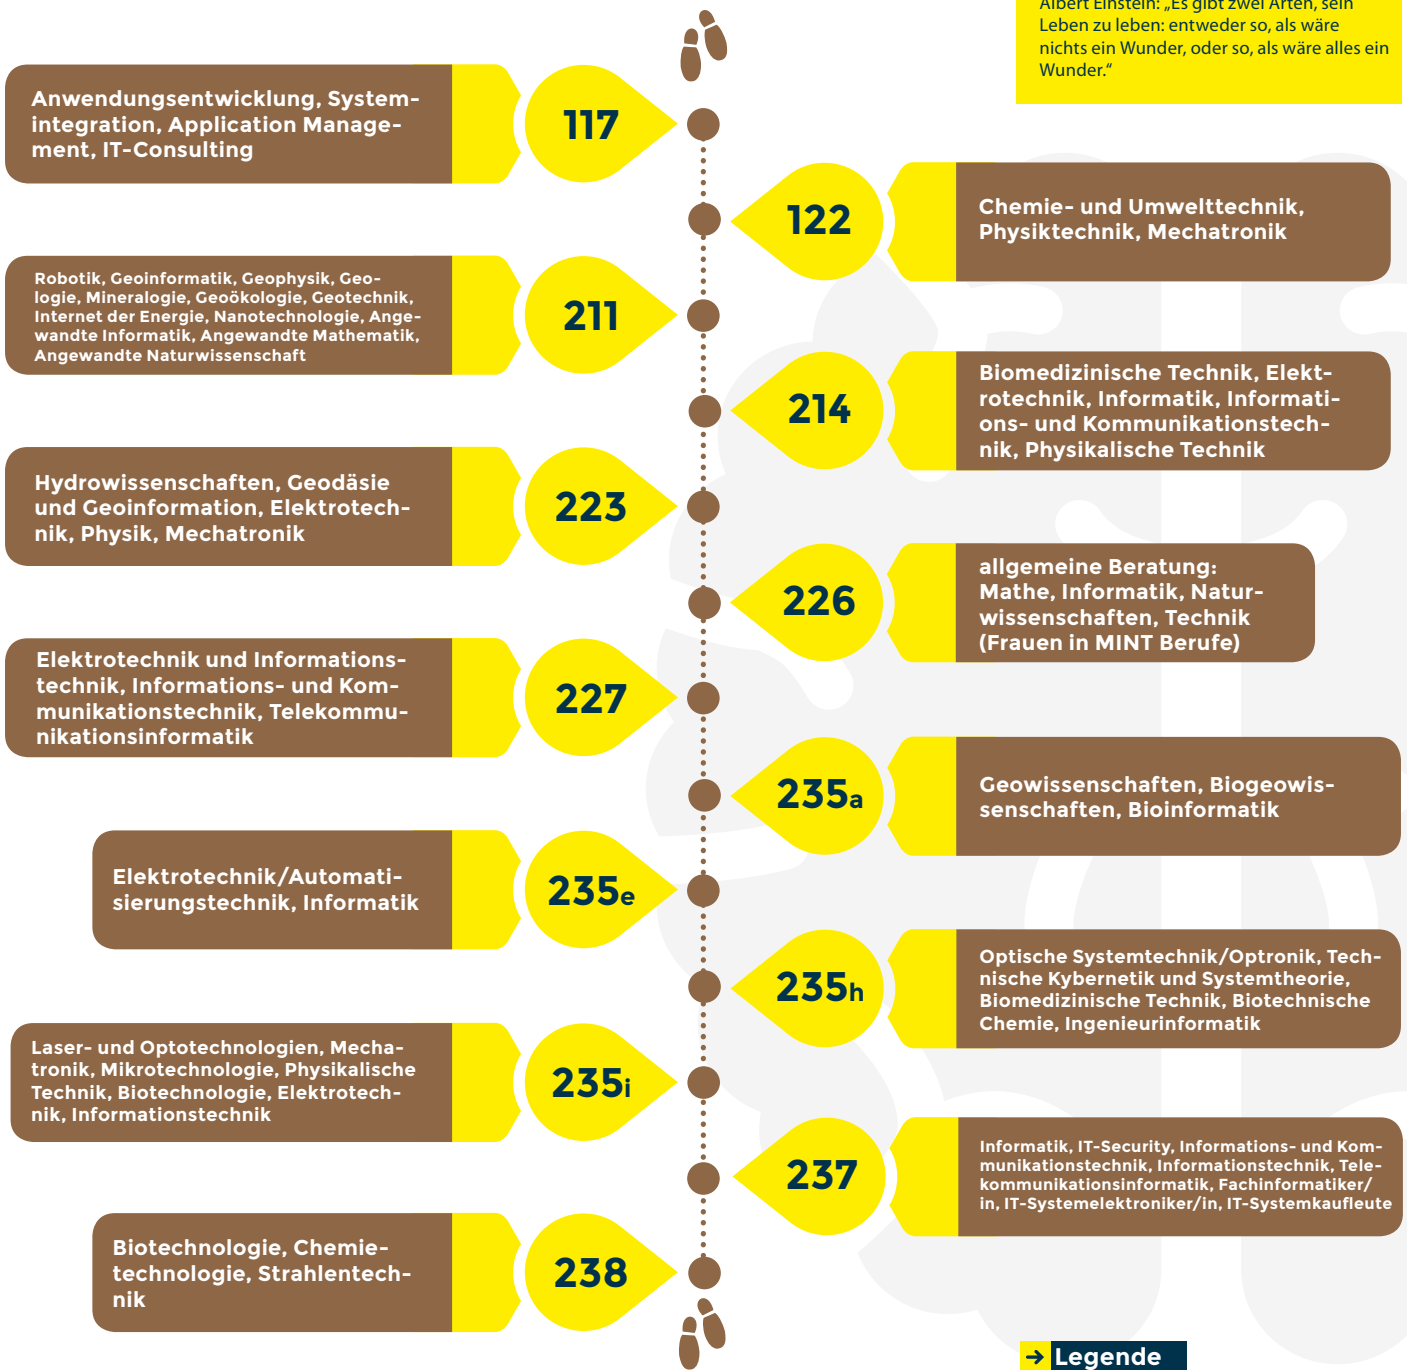 Albert Einstein: „Es gibt zwei Arten, sein
Leben zu leben: entweder so, als wäre
nichts ein Wunder, oder so, als wäre alles ein
Wunder.“
Anwendungsentwicklung, System-
integration, Application Manage-
ment, IT-Consulting
117
122
Chemie- und Umwelttechnik,
Physiktechnik, Mechatronik
Robotik, Geoinformatik, Geophysik, Geo-
logie, Mineralogie, Geoökologie, Geotechnik,
Internet der Energie, Nanotechnologie, Ange-
wandte Informatik, Angewandte Mathematik,
Angewandte Naturwissenschaft
211
214
Biomedizinische Technik, Elekt-
rotechnik, Informatik, Informati-
ons- und Kommunikationstech-
nik, Physikalische Technik
Hydrowissenschaften, Geodäsie
und Geoinformation, Elektrotech-
nik, Physik, Mechatronik
223
226
allgemeine Beratung:
Mathe, Informatik, Natur-
wissenschaften, Technik
(Frauen in MINT Berufe)
Elektrotechnik und Informations-
technik, Informations- und Kom-
munikationstechnik, Telekommu-
nikationsinformatik
227
235a
Geowissenschaften, Biogeowis-
senschaften, Bioinformatik
Elektrotechnik/Automati-
sierungstechnik, Informatik
235e
235h
Optische Systemtechnik/Optronik, Tech-
nische Kybernetik und Systemtheorie,
Biomedizinische Technik, Biotechnische
Chemie, Ingenieurinformatik
Laser- und Optotechnologien, Mecha-
tronik, Mikrotechnologie, Physikalische
Technik, Biotechnologie, Elektrotech-
nik, Informationstechnik
235i
237
Informatik, IT-Security, Informations- und Kom-
munikationstechnik, Informationstechnik, Tele-
kommunikationsinformatik, Fachinformatiker/
in, IT-Systemelektroniker/in, IT-Systemkaufleute
Biotechnologie, Chemie-
technologie, Strahlentech-
nik
238
→ Legende